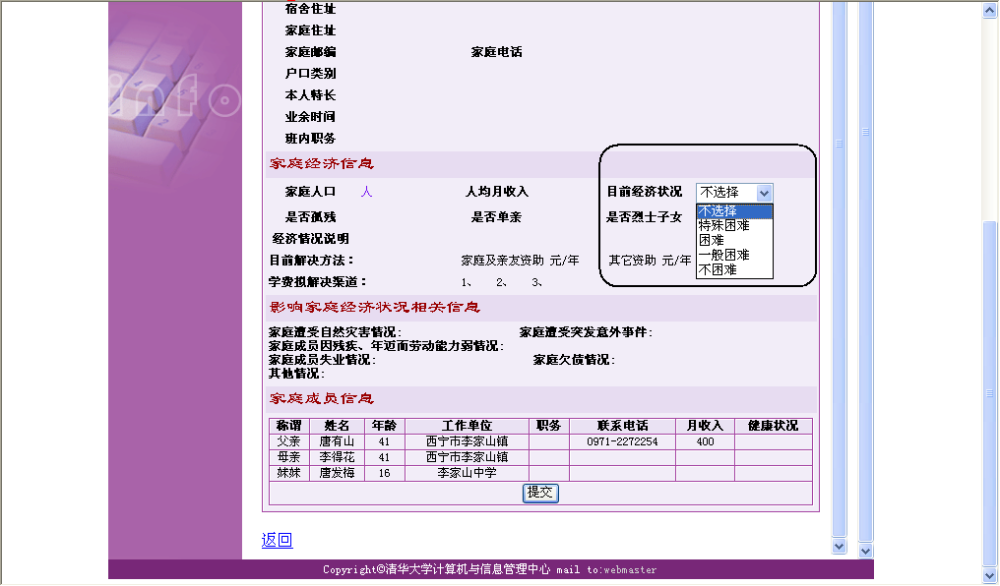 宿舍住址
家庭住址
家庭邮编 家庭电话
户口类别
本人特长
业余时间
班内职务
info
家庭经济信息
家庭人口 人 人均月收入 目前经济状况 不选择
是否孤残 是否单亲 是否烈士子女
不选择
特殊困难
困难
一般困难
不困难
经济情况说明
目前解决方法： 家庭及亲友资助 元/年 其它资助 元/年
学费拟解决渠道： 1、 2、 3、
影响家庭经济状况相关信息
家庭遭受自然灾害情况: 家庭遭受突发意外事件:
家庭成员因残疾、年迈而劳动能力弱情况:
家庭成员失业情况: 家庭欠债情况:
其他情况:
家庭成员信息
称谓 姓名 年龄 工作单位 职务 联系电话 月收入 健康状况
父亲 唐有山 41 西宁市李家山镇 0971-2272254 400
母亲 李得花 41 西宁市李家山镇
妹妹 唐发梅 16 李家山中学
提交
返回
Copyright©清华大学计算机与信息管理中心 mail to:webmaster